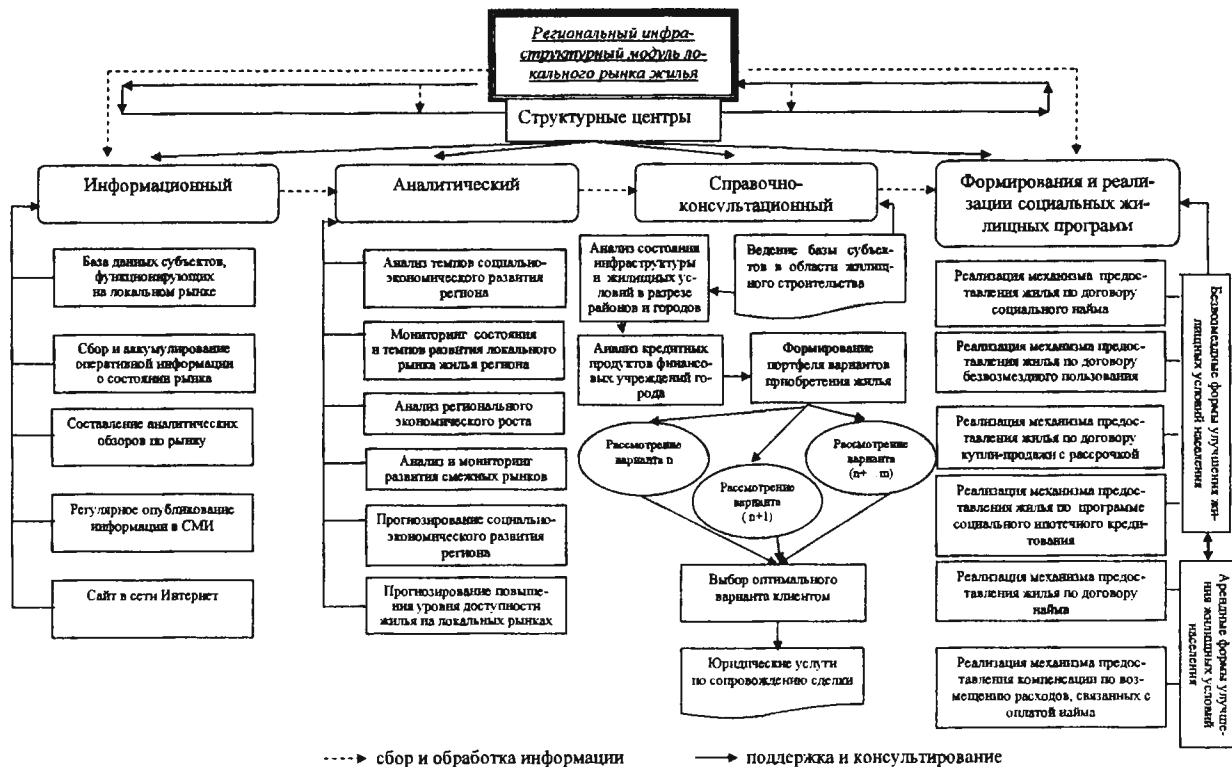 Региональный инфра-
структурный модуль ло-
кального рынка жилья
Структурные центры
Информационный
База данных субъектов,
функционирующих
на локальном рынке
Сбор и аккумулирование
оперативной информации
о состоянии рынка
Составление аналитических
обзоров по рынку
Регулярное опубликование
информации в СМИ
Сайт в сети Интернет
Аналитический
Анализ темпов социально-
экономического развития
региона
Мониторинг состояния
и темпов развития локального
рынка жилья региона
Анализ регионального
экономического роста
Анализ и мониторинг
развития смежных рынков
Прогнозирование социально-
экономического развития
региона
Прогнозирование повыше-
ния уровня доступности
жилья на локальных рынках
Справочно-
консультационный
Анализ состояния
инфраструктуры
и жилищных ус-
ловий в разрезе
районов и городов
Ведение базы субъек-
тов в области жилищ-
ного строительства
Анализ кредитных
продуктов финансо-
вых учреждений го-
рода
Формирование
портфеля вариантов
приобретения жилья
Рассмотрение
варианта n
Рассмотрение
варианта
(n+1)
Рассмотрение
варианта
(n+ m)
Выбор оптимального
варианта клиентом
Юридические услуги
по сопровождению сделки
Формирования и реали-
зации социальных жи-
лищных программ
Реализация механизма предос-
тавления жилья по договору
социального найма
Реализация механизма предос-
тавления жилья по договору
безвозмездного пользования
Реализация механизма предос-
тавления жилья по договору
купли-продажи с рассрочкой
Реализация механизма предос-
тавления жилья по программе
социального ипотечного креди-
тования
Реализация механизма предос-
тавления жилья по договору
найма
Реализация механизма предос-
тавления компенсации по воз-
мещению расходов, связанных с
оплатой найма
Безвозмездные формы улучшения жи-
лищных условий населения
Арендные формы улучше-
ния жилищных условий
населения
сбор и обработка информации
поддержка и консультирование